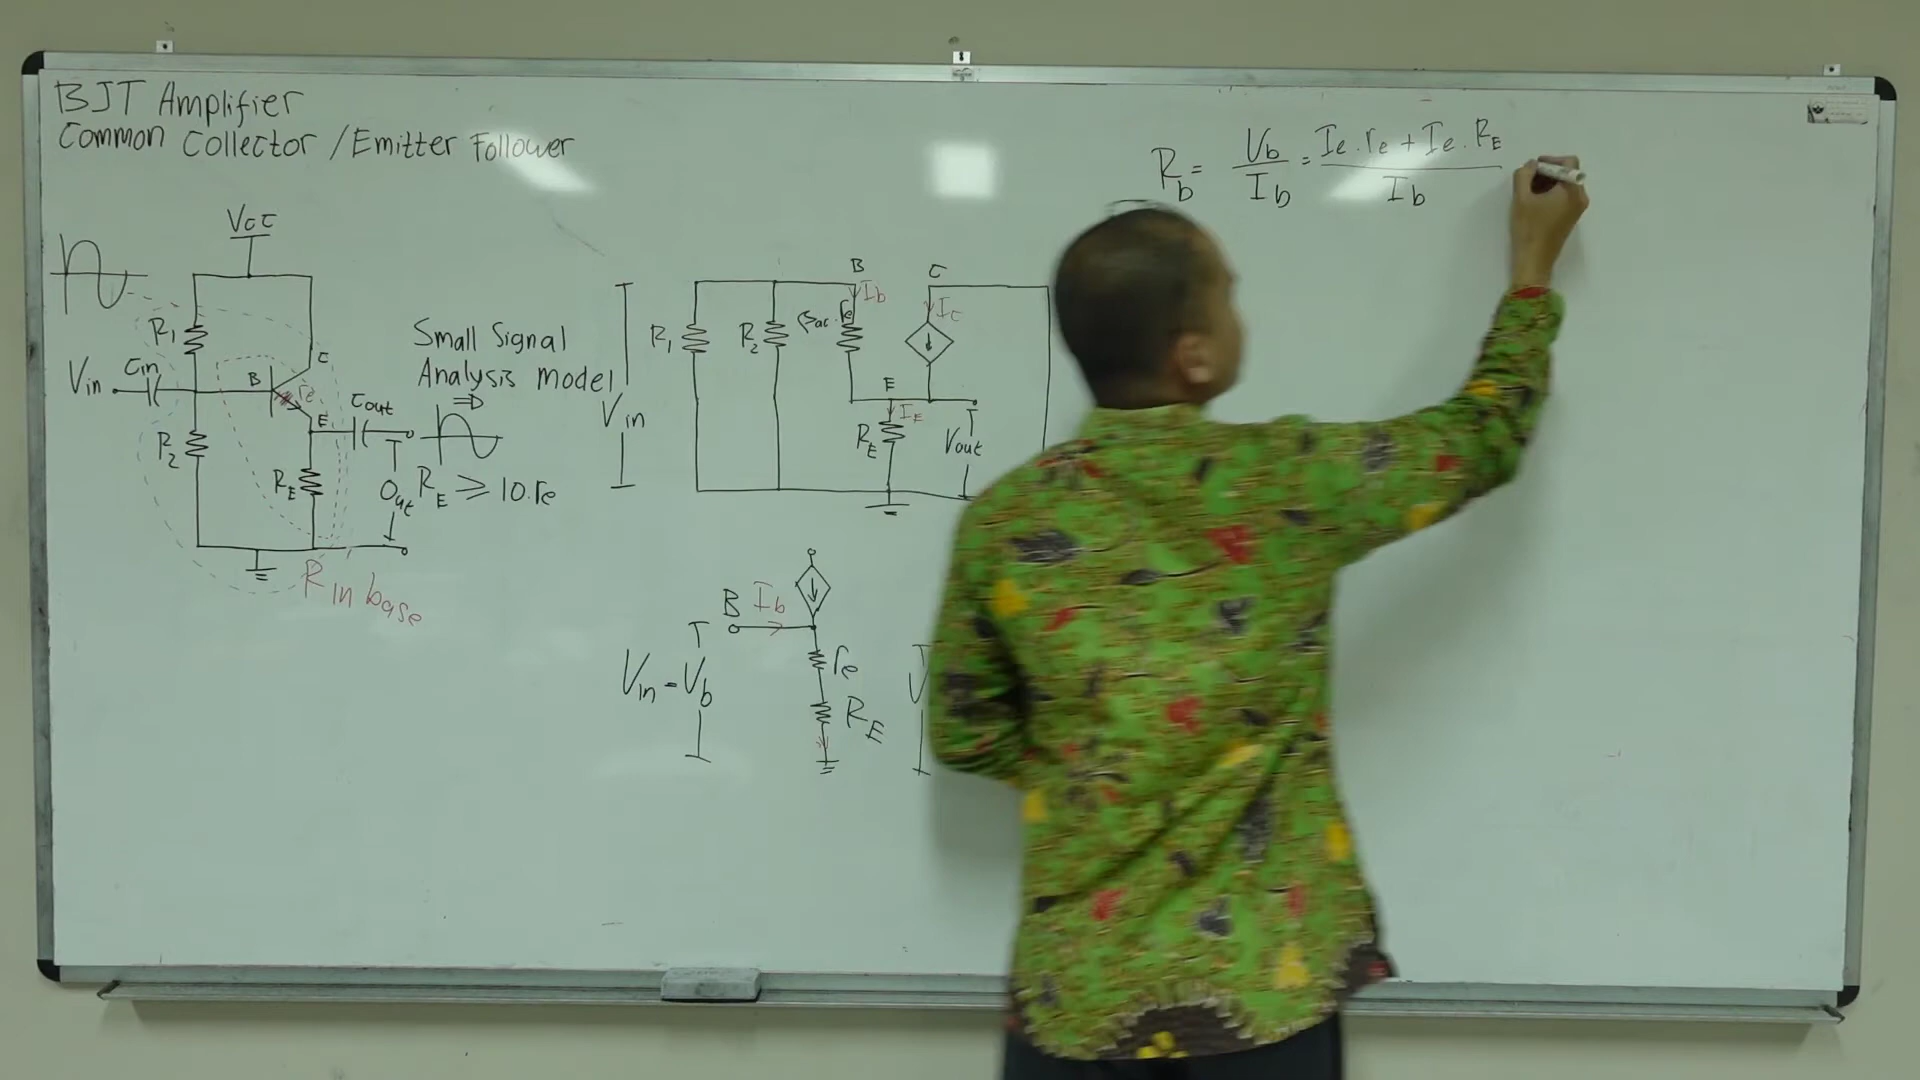 BJT Amplifier
Common Collector / Emitter Follower
VCC
R1
Vin
Cin
B
C
re
E
Cout
R2
RE
Out
Rin base
Small Signal
Analysis model
RE ≥ 10.re
Vin
R1
R2
B
Ib
βac.re
C
IC
E
IE
RE
Vout
B
Ib
Vin = Vb
re
RE
V
Rb = Vb / Ib = Ie.re + Ie.RE / Ib